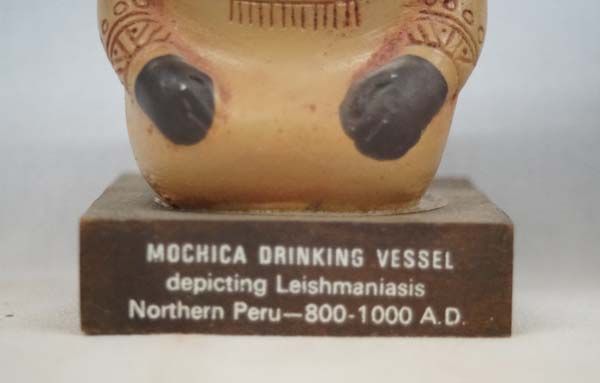 MOCHICA DRINKING VESSEL
depicting Leishmaniasis
Northern Peru—800-1000 A.D.